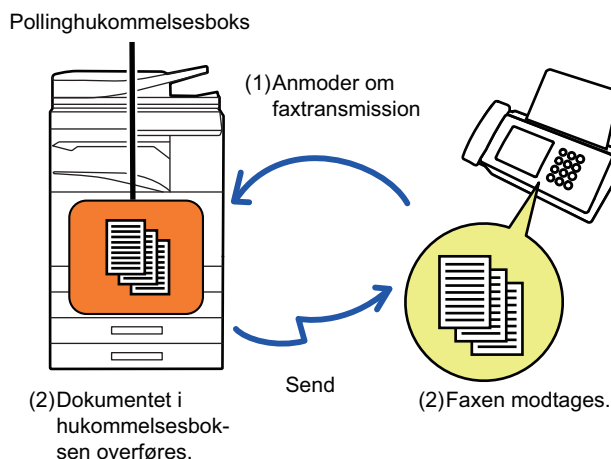 Pollinghukommelsesboks
(1)Anmoder om
faxtransmission
Send
(2)Dokumentet i
hukommelsesbok-
sen overføres.
(2)Faxen modtages.